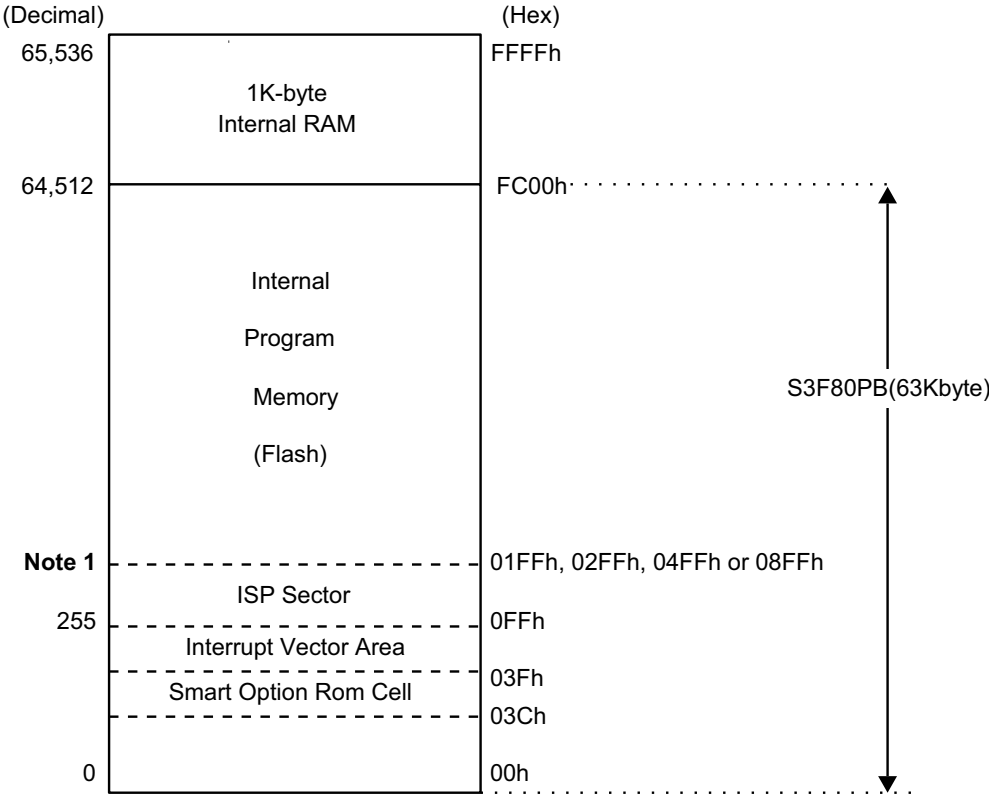 (Decimal) (Hex)
65,536 FFFFh
1K-byte
Internal RAM
64,512 FC00h
Internal
Program
Memory
(Flash)
S3F80PB(63Kbyte)
Note 1 01FFh, 02FFh, 04FFh or 08FFh
ISP Sector
255 0FFh
Interrupt Vector Area
03Fh
Smart Option Rom Cell
03Ch
0 00h